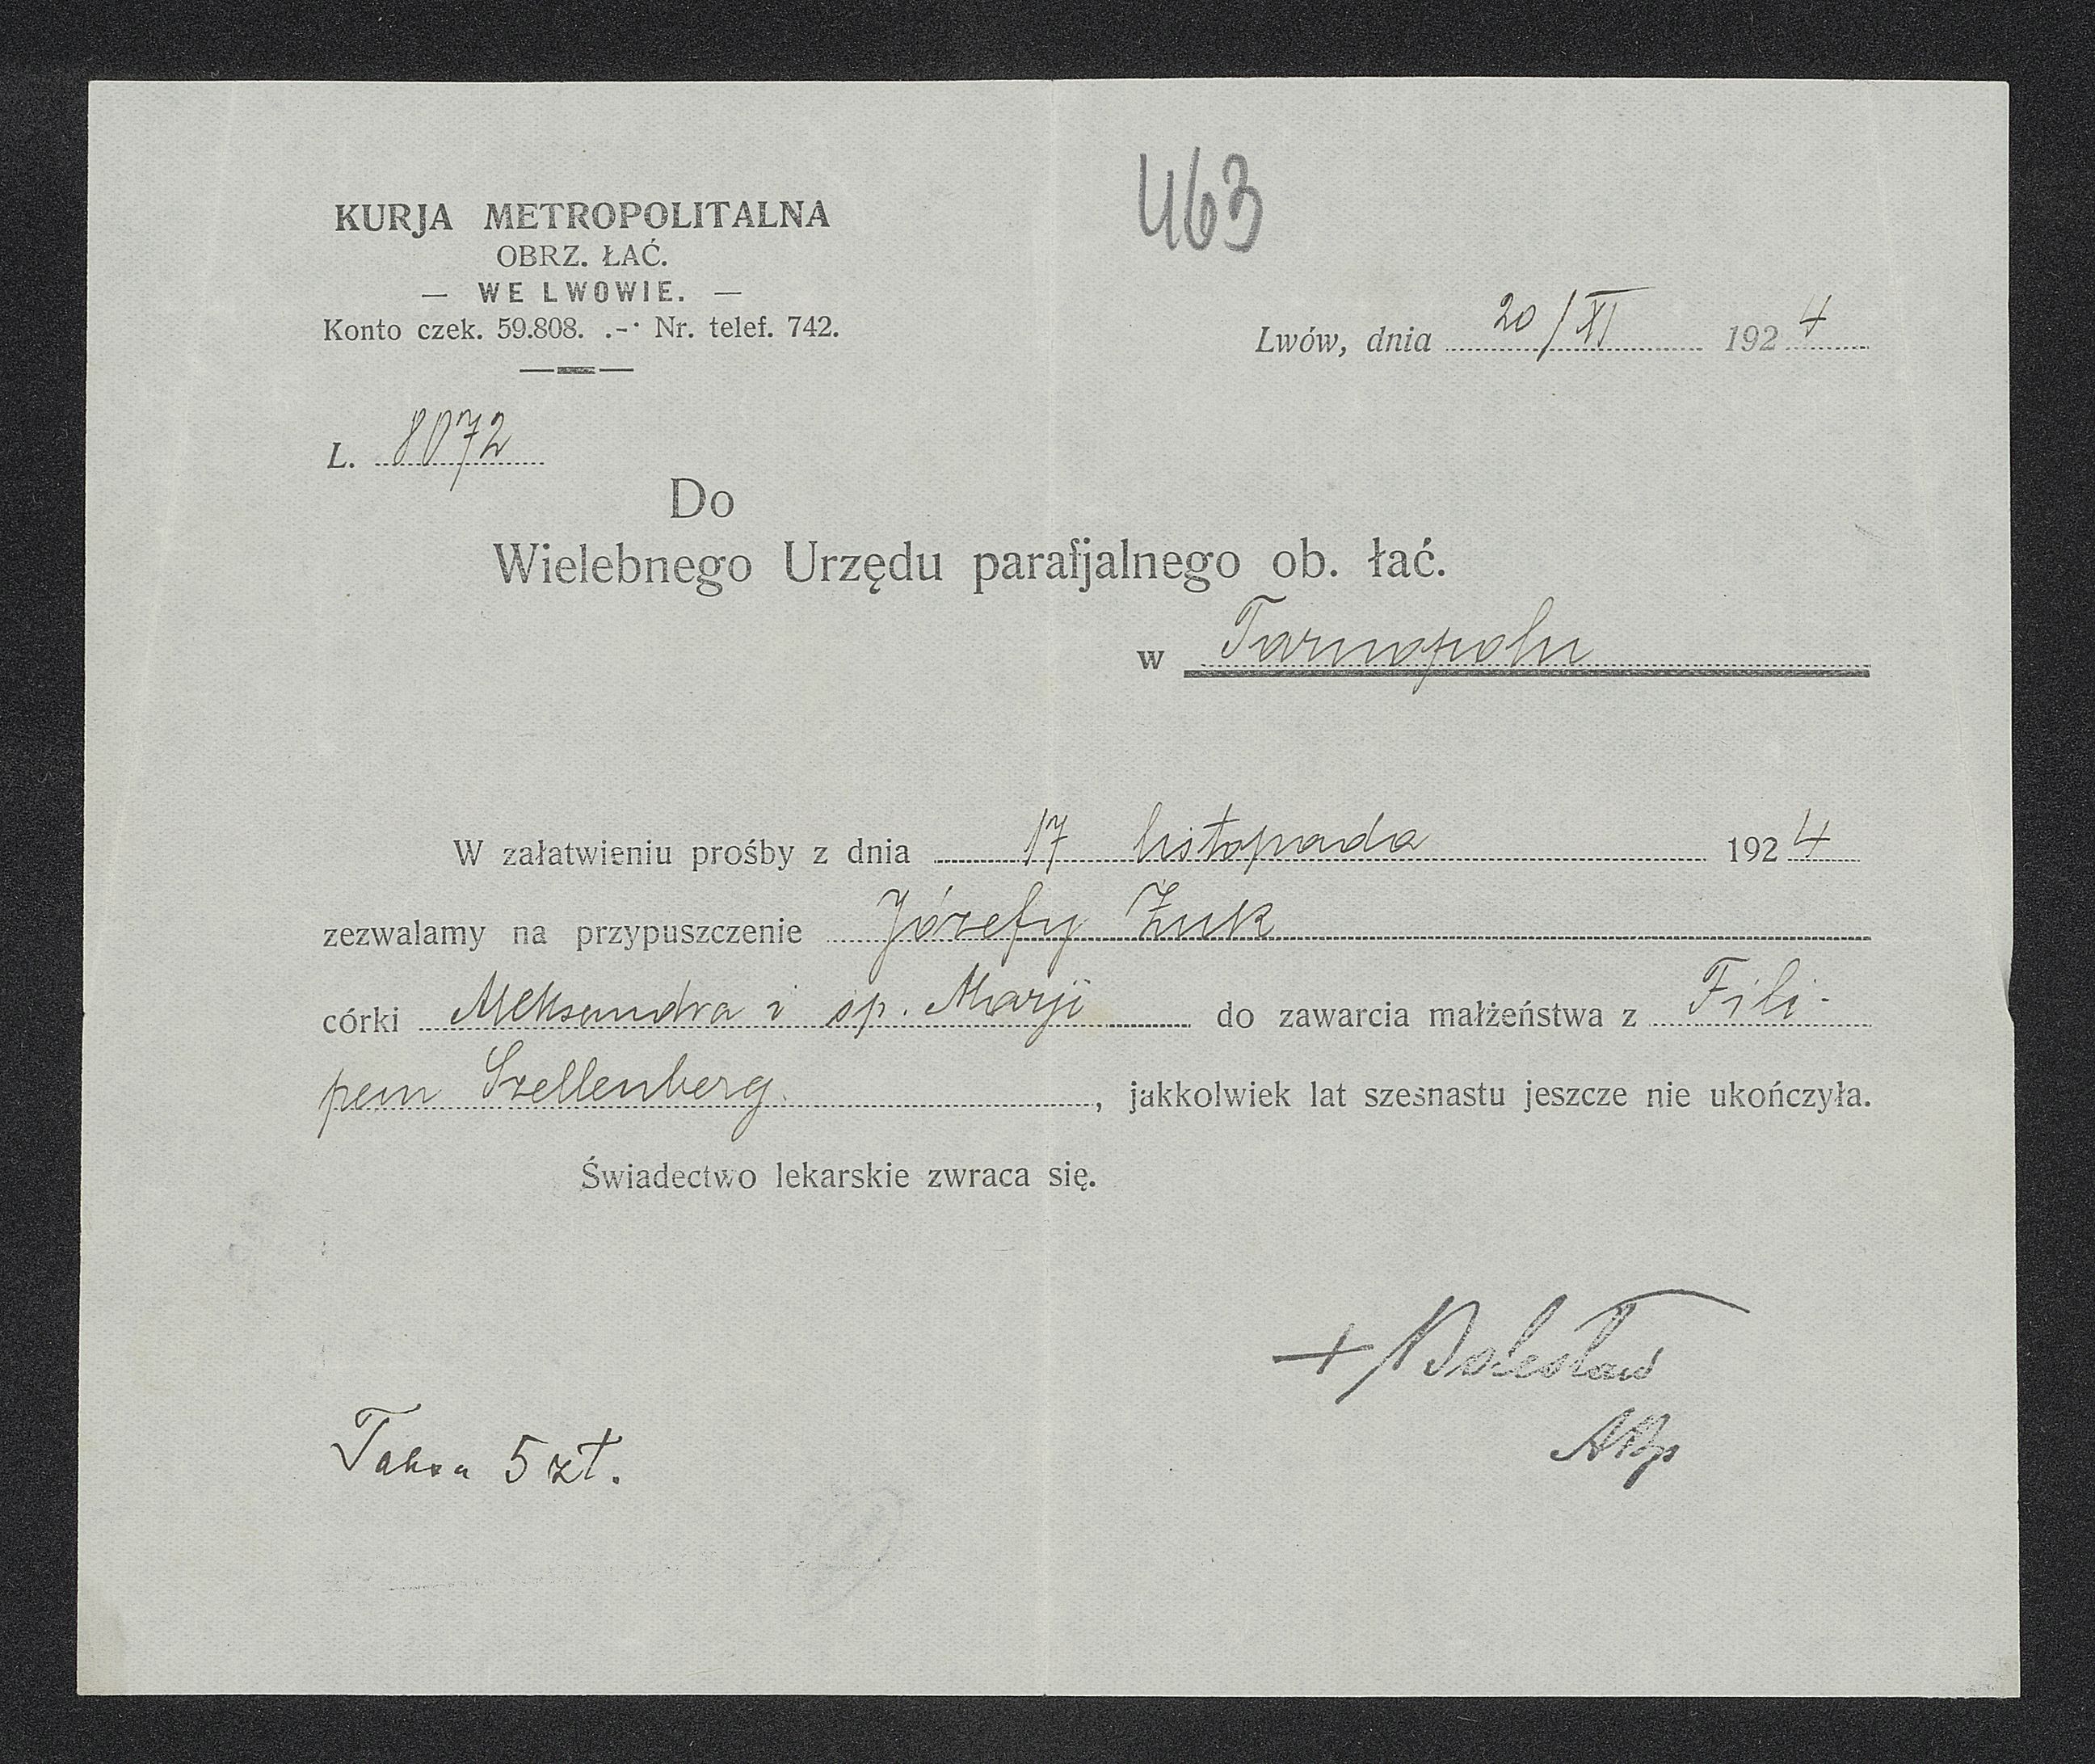 463
KURJA METROPOLITALNA
OBRZ. ŁAĆ.
— WE LWOWIE. —
Konto czek. 59.808. .-· Nr. telef. 742.
Lwów, dnia 20/XI 1924
L. 8072
Do
Wielebnego Urzędu parafjalnego ob. łać.
w Tarnopolu
W załatwieniu prośby z dnia 17 listopada 1924
zezwalamy na przypuszczenie Józefy Żuk
córki Aleksandra i śp. Marji do zawarcia małżeństwa z Fili-
pem Szellenberg, jakkolwiek lat szesnastu jeszcze nie ukończyła.
Świadectwo lekarskie zwraca się.
+ Bolesław
ABp
Taksa 5 zł.